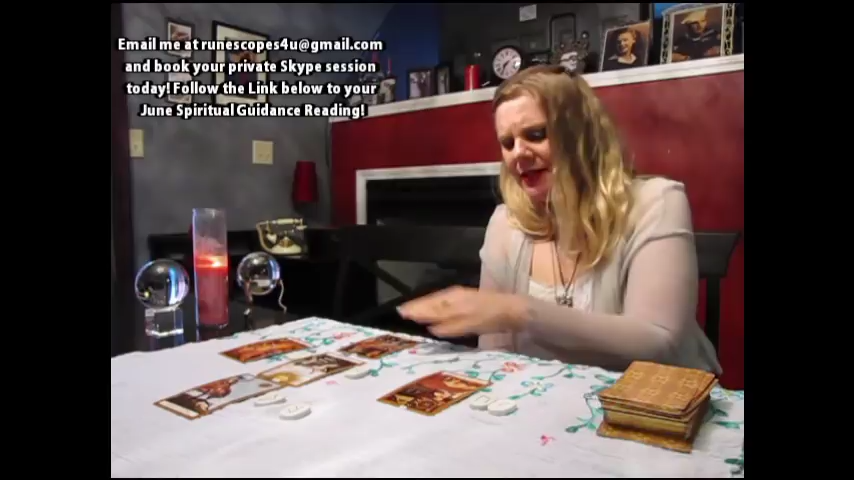 Email me at runescopes4u@gmail.com
and book your private Skype session
today! Follow the Link below to your
June Spiritual Guidance Reading!